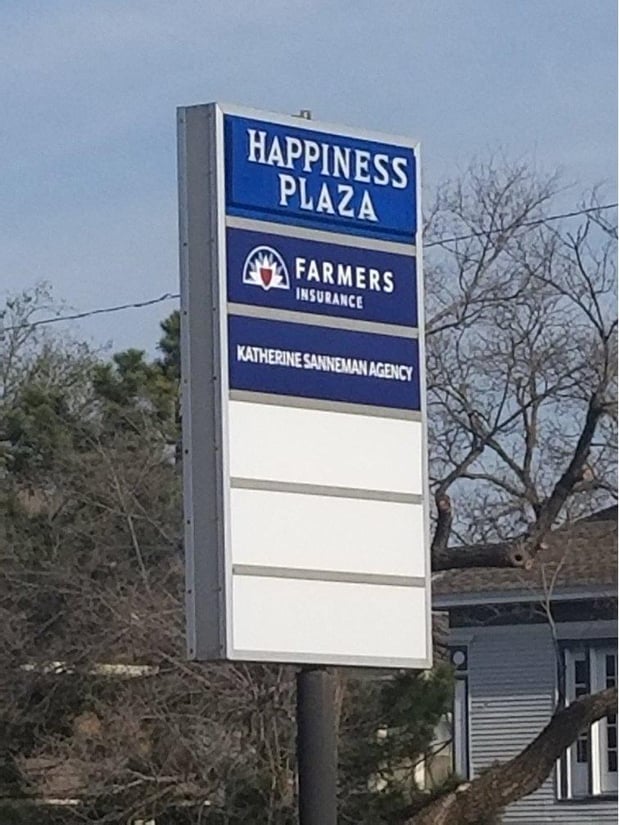 HAPPINESS
PLAZA
FARMERS
INSURANCE
KATHERINE SANNEMAN AGENCY